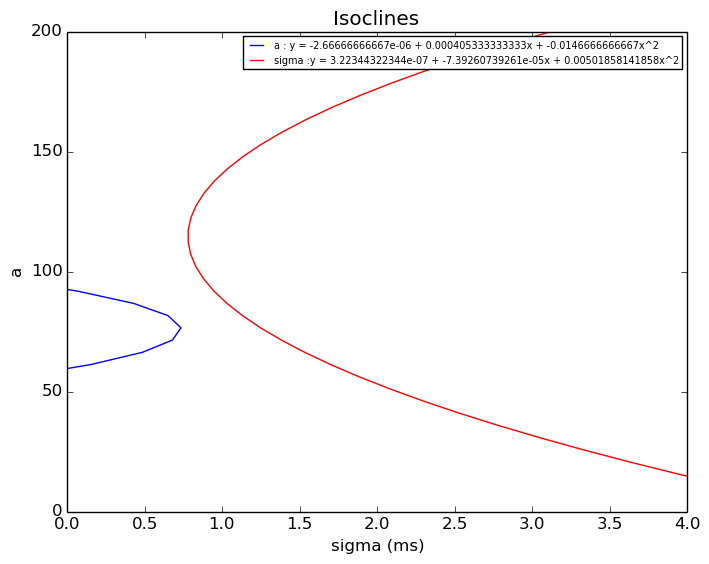 Isoclines
a : y = -2.66666666667e-06 + 0.000405333333333x + -0.0146666666667x^2
sigma :y = 3.22344322344e-07 + -7.39260739261e-05x + 0.00501858141858x^2
200
150
100
50
0
a
0.0 0.5 1.0 1.5 2.0 2.5 3.0 3.5 4.0
sigma (ms)